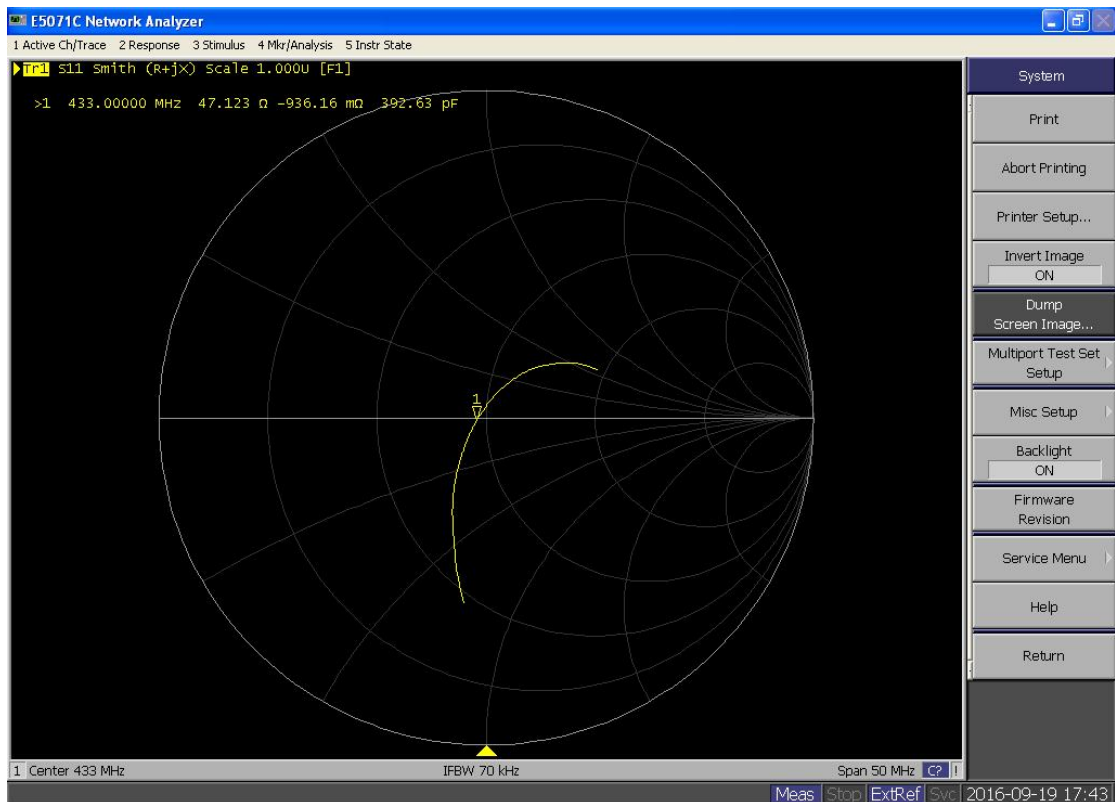 E5071C Network Analyzer
1 Active Ch/Trace 2 Response 3 Stimulus 4 Mkr/Analysis 5 Instr State
Tr1 S11 Smith (R+jX) Scale 1.000U [F1]
>1 433.00000 MHz 47.123 Ω -936.16 mΩ 392.63 pF
1
System
Print
Abort Printing
Printer Setup...
Invert Image
ON
Dump
Screen Image...
Multiport Test Set
Setup
Misc Setup
Backlight
ON
Firmware
Revision
Service Menu
Help
Return
1 Center 433 MHz IFBW 70 kHz Span 50 MHz C? !
Meas Stop ExtRef Svc 2016-09-19 17:43